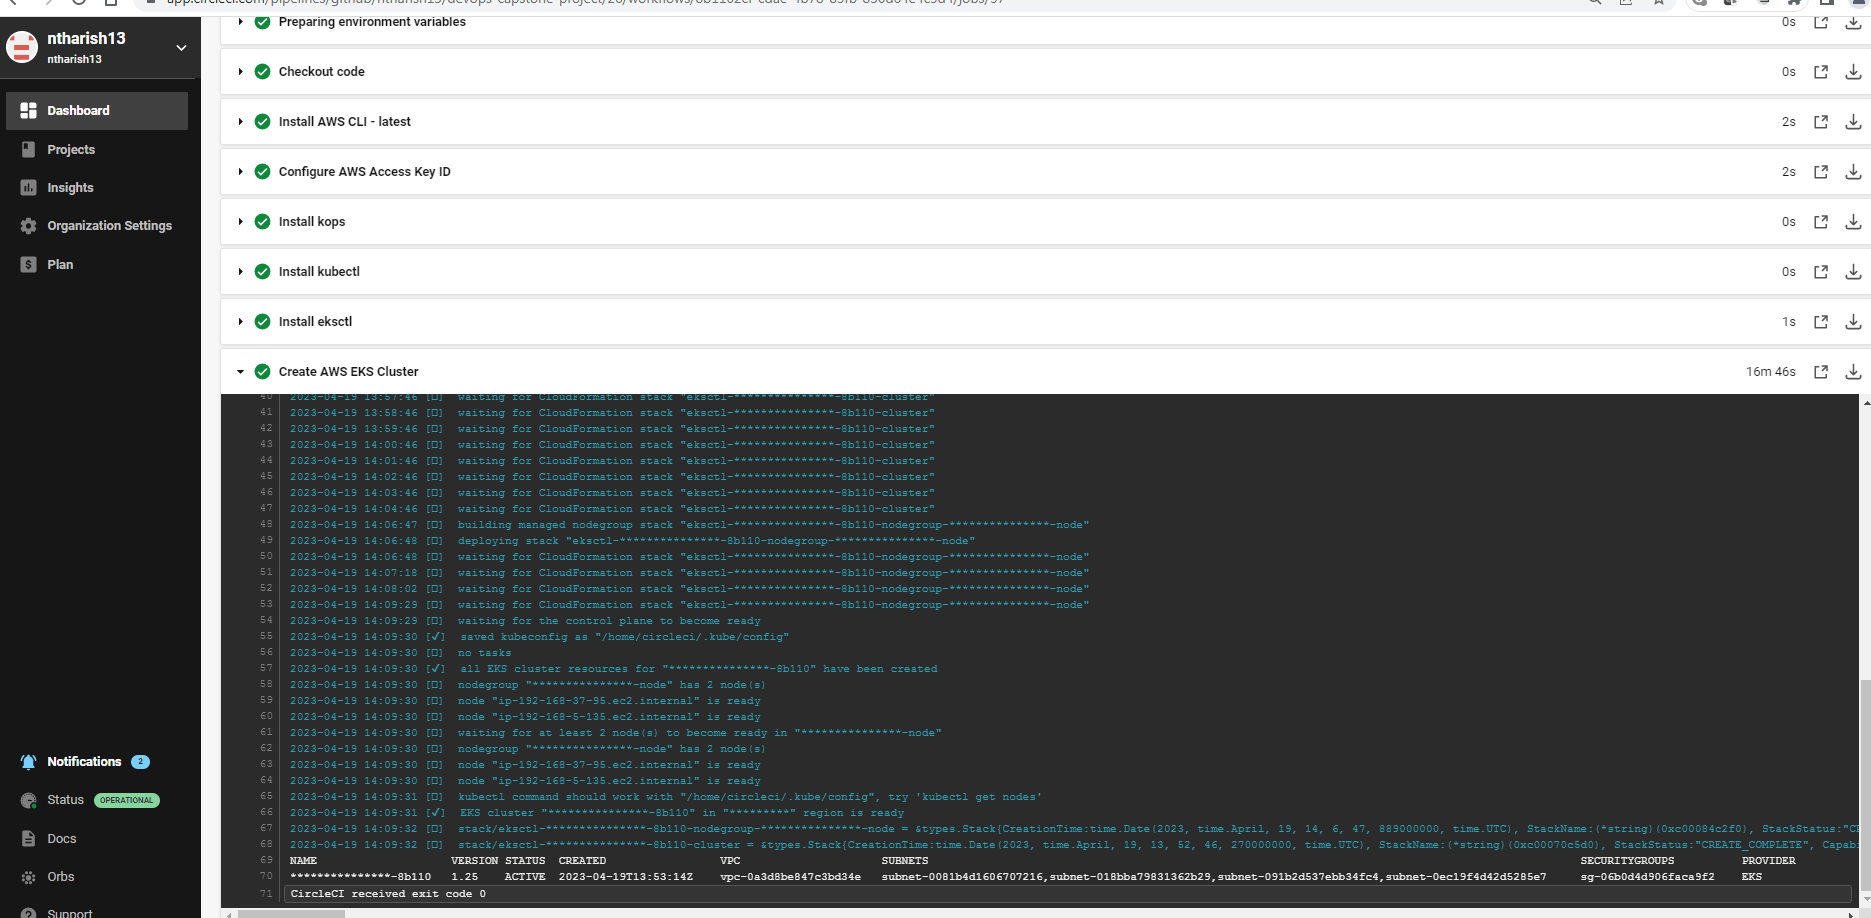 ntharish13
ntharish13
Dashboard
Projects
Insights
Organization Settings
Plan
Notifications 2
Status OPERATIONAL
Docs
Orbs
Support
Preparing environment variables 0s
Checkout code 0s
Install AWS CLI - latest 2s
Configure AWS Access Key ID 2s
Install kops 0s
Install kubectl 0s
Install eksctl 1s
Create AWS EKS Cluster 16m 46s
40 2023-04-19 13:57:46 [] waiting for CloudFormation stack "eksctl-***************-8b110-cluster"
41 2023-04-19 13:58:46 [] waiting for CloudFormation stack "eksctl-***************-8b110-cluster"
42 2023-04-19 13:59:46 [] waiting for CloudFormation stack "eksctl-***************-8b110-cluster"
43 2023-04-19 14:00:46 [] waiting for CloudFormation stack "eksctl-***************-8b110-cluster"
44 2023-04-19 14:01:46 [] waiting for CloudFormation stack "eksctl-***************-8b110-cluster"
45 2023-04-19 14:02:46 [] waiting for CloudFormation stack "eksctl-***************-8b110-cluster"
46 2023-04-19 14:03:46 [] waiting for CloudFormation stack "eksctl-***************-8b110-cluster"
47 2023-04-19 14:04:46 [] waiting for CloudFormation stack "eksctl-***************-8b110-cluster"
48 2023-04-19 14:06:47 [] building managed nodegroup stack "eksctl-***************-8b110-nodegroup-***************-node"
49 2023-04-19 14:06:48 [] deploying stack "eksctl-***************-8b110-nodegroup-***************-node"
50 2023-04-19 14:06:48 [] waiting for CloudFormation stack "eksctl-***************-8b110-nodegroup-***************-node"
51 2023-04-19 14:07:18 [] waiting for CloudFormation stack "eksctl-***************-8b110-nodegroup-***************-node"
52 2023-04-19 14:08:02 [] waiting for CloudFormation stack "eksctl-***************-8b110-nodegroup-***************-node"
53 2023-04-19 14:09:29 [] waiting for CloudFormation stack "eksctl-***************-8b110-nodegroup-***************-node"
54 2023-04-19 14:09:29 [] waiting for the control plane to become ready
55 2023-04-19 14:09:30 [✓] saved kubeconfig as "/home/circleci/.kube/config"
56 2023-04-19 14:09:30 [] no tasks
57 2023-04-19 14:09:30 [✓] all EKS cluster resources for "***************-8b110" have been created
58 2023-04-19 14:09:30 [] nodegroup "***************-node" has 2 node(s)
59 2023-04-19 14:09:30 [] node "ip-192-168-37-95.ec2.internal" is ready
60 2023-04-19 14:09:30 [] node "ip-192-168-5-135.ec2.internal" is ready
61 2023-04-19 14:09:30 [] waiting for at least 2 node(s) to become ready in "***************-node"
62 2023-04-19 14:09:30 [] nodegroup "***************-node" has 2 node(s)
63 2023-04-19 14:09:30 [] node "ip-192-168-37-95.ec2.internal" is ready
64 2023-04-19 14:09:30 [] node "ip-192-168-5-135.ec2.internal" is ready
65 2023-04-19 14:09:31 [] kubectl command should work with "/home/circleci/.kube/config", try 'kubectl get nodes'
66 2023-04-19 14:09:31 [✓] EKS cluster "***************-8b110" in "*********" region is ready
67 2023-04-19 14:09:32 [] stack/eksctl-***************-8b110-nodegroup-***************-node = &types.Stack{CreationTime:time.Date(2023, time.April, 19, 14, 6, 47, 889000000, time.UTC), StackName:(*string)(0xc00084c2f0), StackStatus:"CR
68 2023-04-19 14:09:32 [] stack/eksctl-***************-8b110-cluster = &types.Stack{CreationTime:time.Date(2023, time.April, 19, 13, 52, 46, 270000000, time.UTC), StackName:(*string)(0xc00070c5d0), StackStatus:"CREATE_COMPLETE", Capabi
69 NAME VERSION STATUS CREATED VPC SUBNETS SECURITYGROUPS PROVIDER
70 ***************-8b110 1.25 ACTIVE 2023-04-19T13:53:14Z vpc-0a3d8be847c3bd34e subnet-0081b4d1606707216,subnet-018bba79831362b29,subnet-091b2d537ebb34fc4,subnet-0ec19f4d42d5285e7 sg-06b0d4d906faca9f2 EKS
71 CircleCI received exit code 0